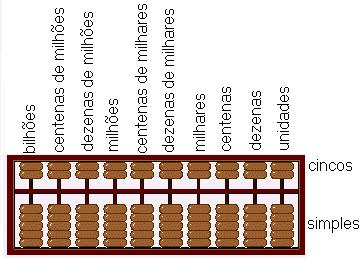 bilhões
centenas de milhões
dezenas de milhões
milhões
centenas de milhares
dezenas de milhares
milhares
centenas
dezenas
unidades
cincos
simples